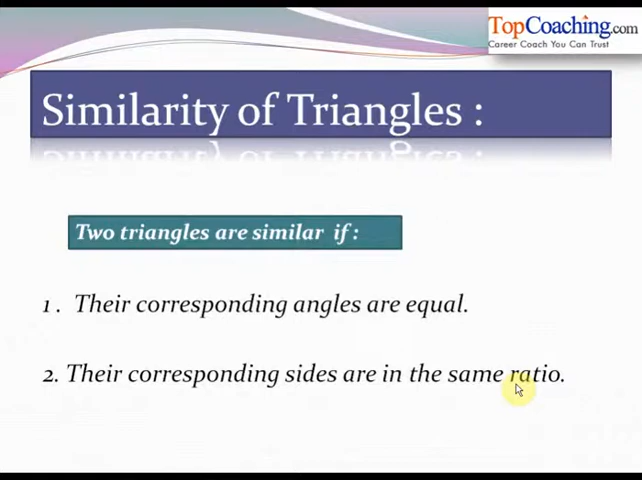 TopCoaching.com
Career Coach You Can Trust
Similarity of Triangles :
Two triangles are similar if :
1 . Their corresponding angles are equal.
2. Their corresponding sides are in the same ratio.